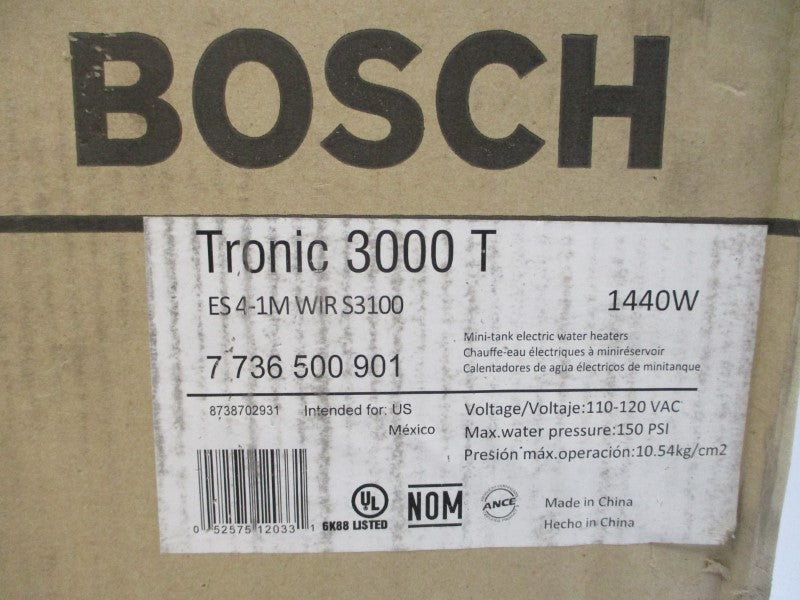 BOSCH
Tronic 3000 T
ES 4-1M WIR S3100
1440W
7 736 500 901
Mini-tank electric water heaters
Chauffe-eau électriques à miniréservoir
Calentadores de agua électricos de minitanque
8738702931 Intended for: US
México
Voltage/Voltaje:110-120 VAC
Max.water pressure:150 PSI
Presión máx.operación:10.54kg/cm2
0 52575 12033 1
UL
6K88 LISTED
NOM
ANCE
Made in China
Hecho in China